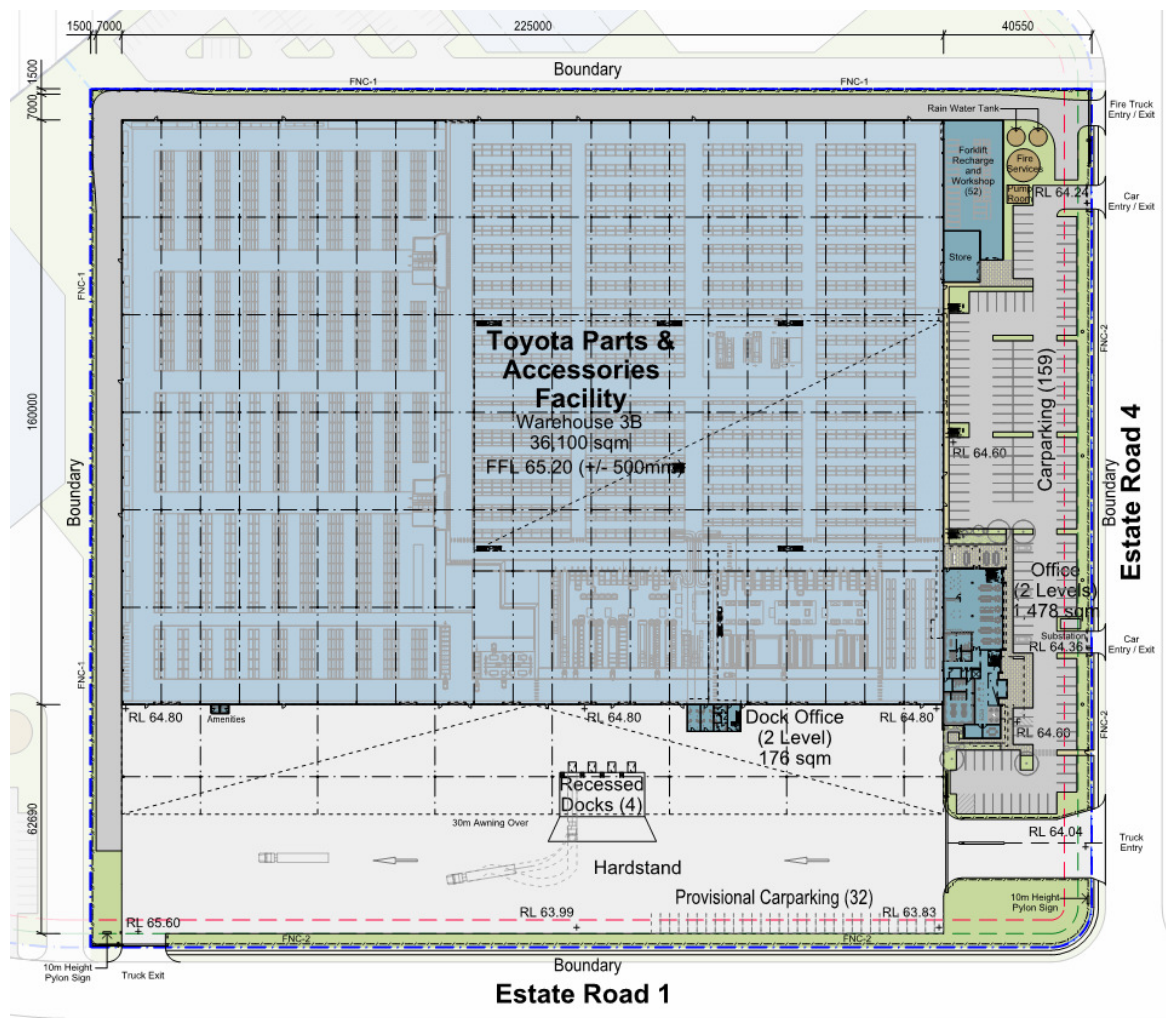 1500 7000
225000
40550
Boundary
FNC-1
FNC-1
1500
7000
Rain Water Tank
Fire Truck
Entry / Exit
Forklift
Recharge
and
Workshop
(52)
Fire
Services
Pump
Room
RL 64.24
Car
Entry / Exit
Store
FNC-1
FNC-2
Toyota Parts &
Accessories
Facility
Warehouse 3B
36,100 sqm
FFL 65.20 (+/- 500mm)
160000
Boundary
Carparking (159)
RL 64.60
Boundary
Estate Road 4
Office
(2 Levels)
1,478 sqm
Substation
RL 64.36
Car
Entry / Exit
FNC-1
FNC-2
RL 64.80
Amenities
RL 64.80
RL 64.80
Dock Office
(2 Level)
176 sqm
RL 64.60
Recessed
Docks (4)
30m Awning Over
62690
RL 64.04
Truck
Entry
Hardstand
Provisional Carparking (32)
10m Height
Pylon Sign
RL 65.60
RL 63.99
RL 63.83
FNC-2
FNC-2
10m Height
Pylon Sign
Truck Exit
Boundary
Estate Road 1